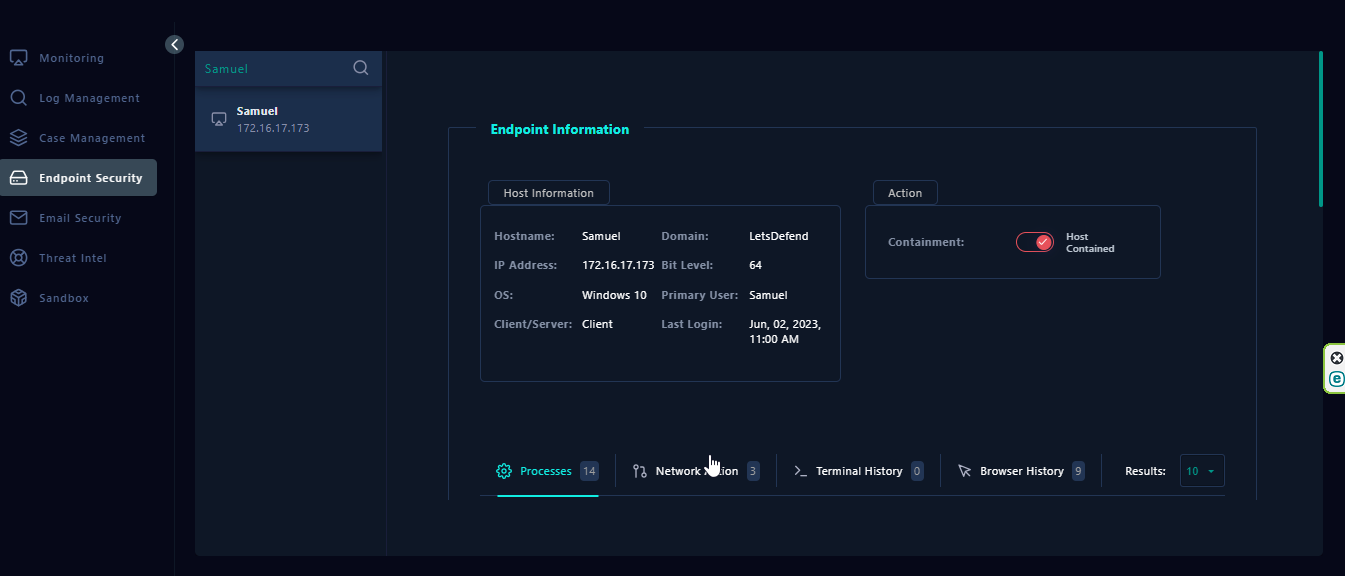 Monitoring
Log Management
Case Management
Endpoint Security
Email Security
Threat Intel
Sandbox
Samuel
Samuel
172.16.17.173
Endpoint Information
Host Information
Hostname: Samuel Domain: LetsDefend
IP Address: 172.16.17.173 Bit Level: 64
OS: Windows 10 Primary User: Samuel
Client/Server: Client Last Login: Jun, 02, 2023,
11:00 AM
Action
Containment: Host
Contained
Processes 14 Network 3 Terminal History 0 Browser History 9 Results: 10